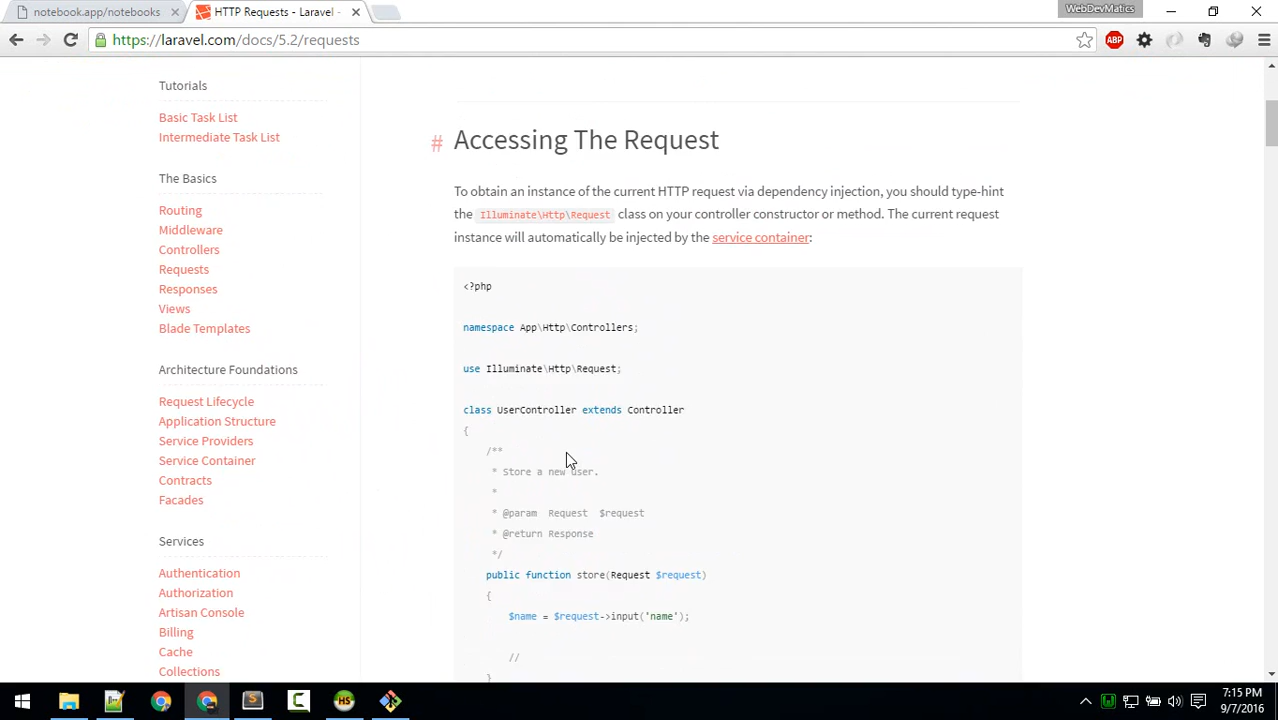 notebook.app/notebooks
HTTP Requests - Laravel -
WebDevMatics
https://laravel.com/docs/5.2/requests
ABP
Tutorials
Basic Task List
Intermediate Task List
The Basics
Routing
Middleware
Controllers
Requests
Responses
Views
Blade Templates
Architecture Foundations
Request Lifecycle
Application Structure
Service Providers
Service Container
Contracts
Facades
Services
Authentication
Authorization
Artisan Console
Billing
Cache
Collections
# Accessing The Request
To obtain an instance of the current HTTP request via dependency injection, you should type-hint
the Illuminate\Http\Request class on your controller constructor or method. The current request
instance will automatically be injected by the service container:
<?php
namespace App\Http\Controllers;
use Illuminate\Http\Request;
class UserController extends Controller
{
/**
* Store a new user.
*
* @param Request $request
* @return Response
*/
public function store(Request $request)
{
$name = $request->input('name');
//
}
S
C
HS
7:15 PM
9/7/2016